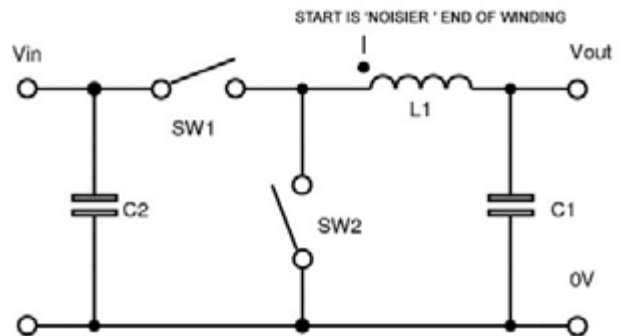 START IS 'NOISIER ' END OF WINDING
Vin
Vout
SW1
L1
C2
SW2
C1
0V